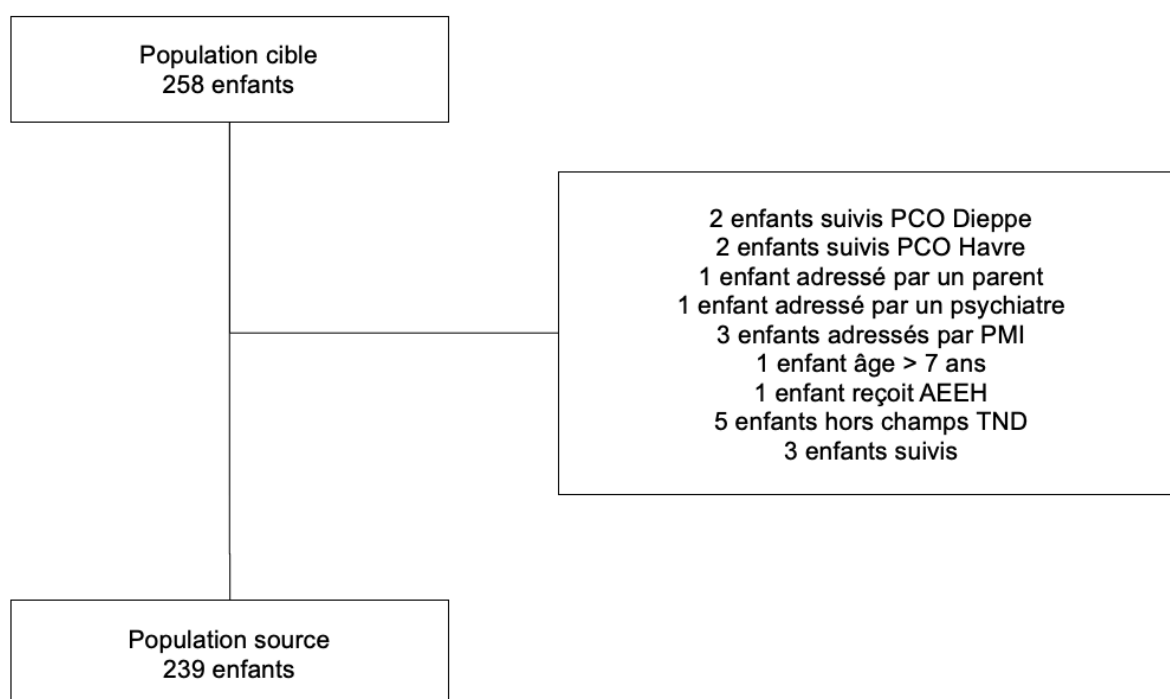 Population cible
258 enfants
2 enfants suivis PCO Dieppe
2 enfants suivis PCO Havre
1 enfant adressé par un parent
1 enfant adressé par un psychiatre
3 enfants adressés par PMI
1 enfant âge > 7 ans
1 enfant reçoit AEEH
5 enfants hors champs TND
3 enfants suivis
Population source
239 enfants